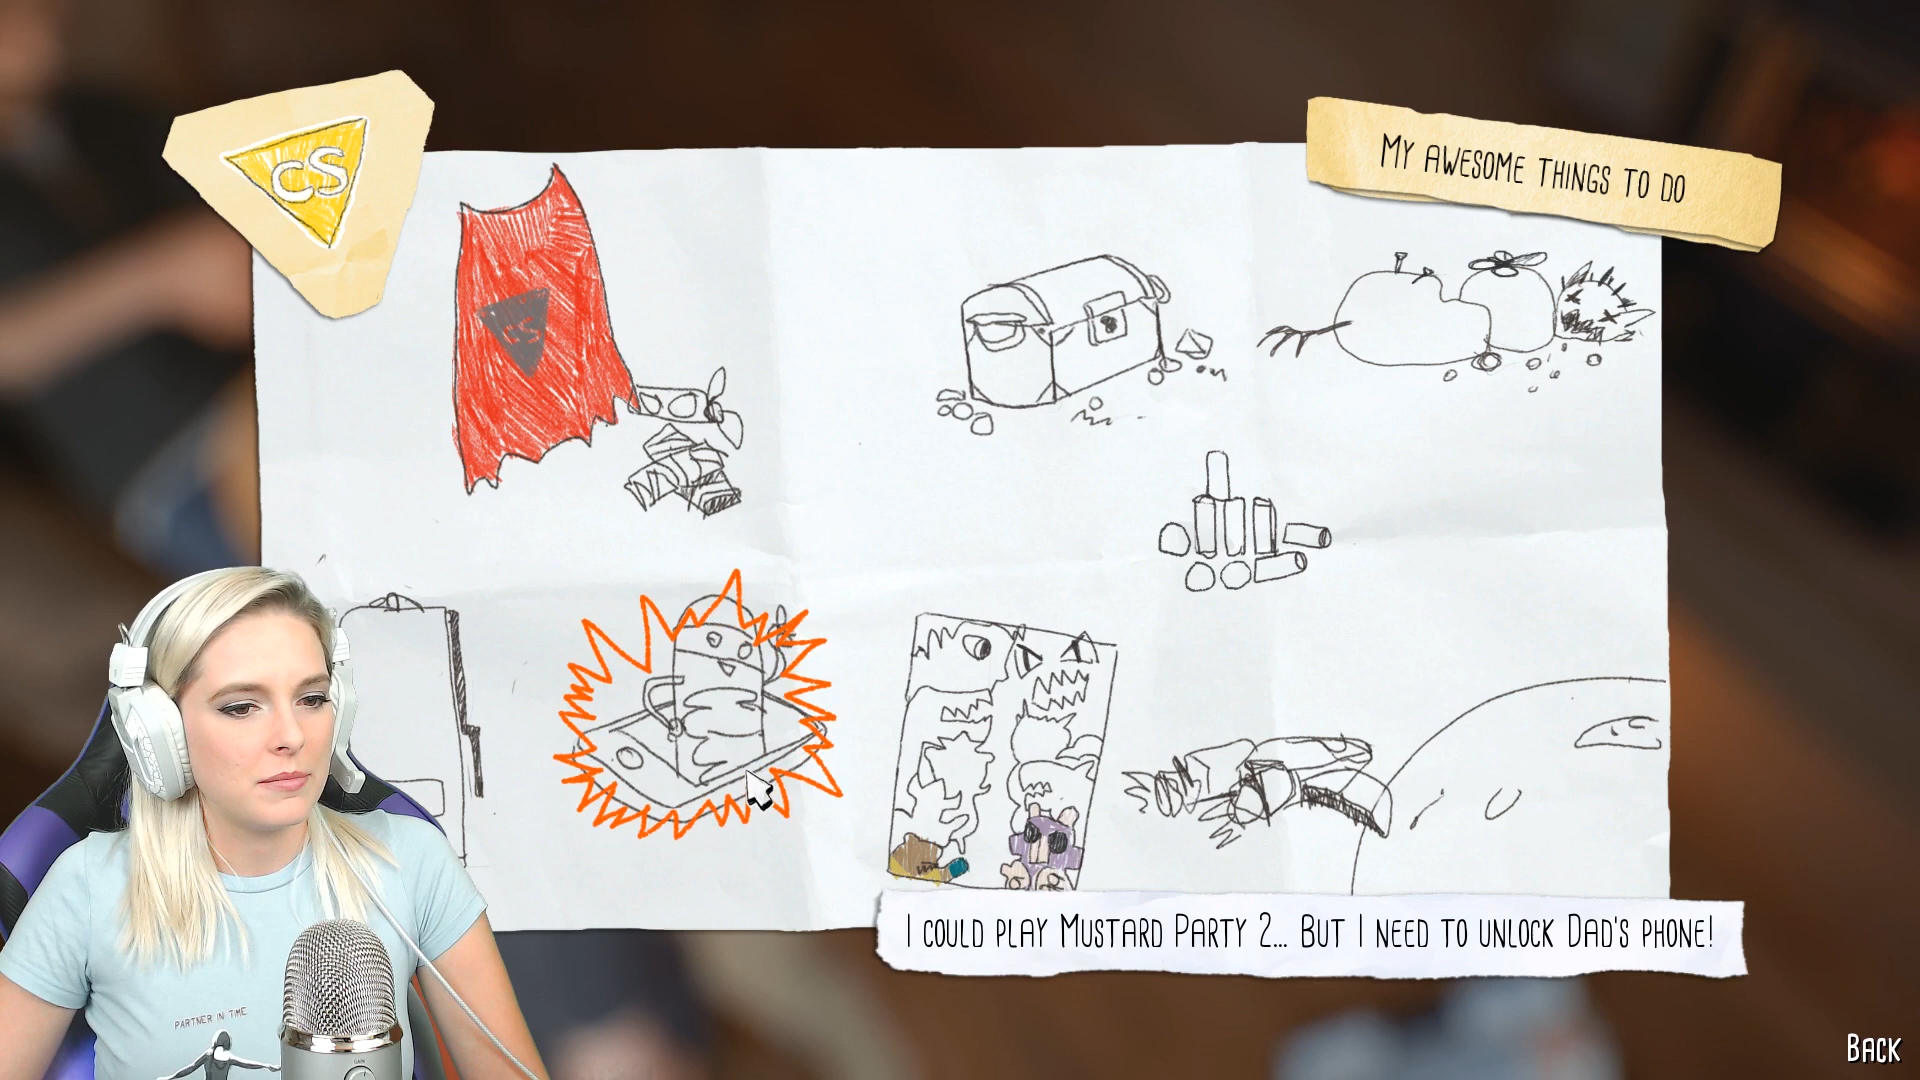 CS
My awesome things to do
CS
I could play Mustard Party 2... But I need to unlock Dad's phone!
PARTNER IN TIME
GAIN
Back